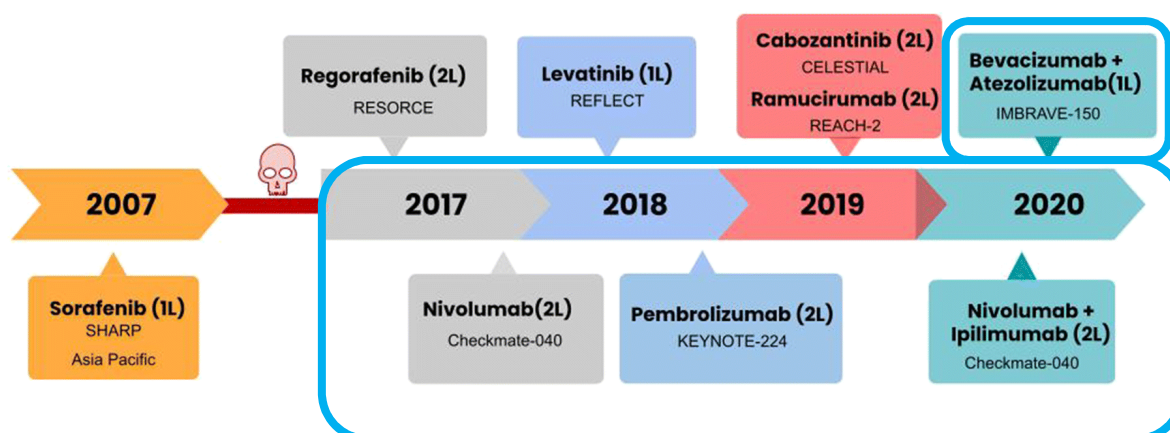 Regorafenib (2L)
RESORCE
Levatinib (1L)
REFLECT
Cabozantinib (2L)
CELESTIAL
Ramucirumab (2L)
REACH-2
Bevacizumab +
Atezolizumab(1L)
IMBRAVE-150
2007
2017
2018
2019
2020
Sorafenib (1L)
SHARP
Asia Pacific
Nivolumab(2L)
Checkmate-040
Pembrolizumab (2L)
KEYNOTE-224
Nivolumab +
Ipilimumab (2L)
Checkmate-040